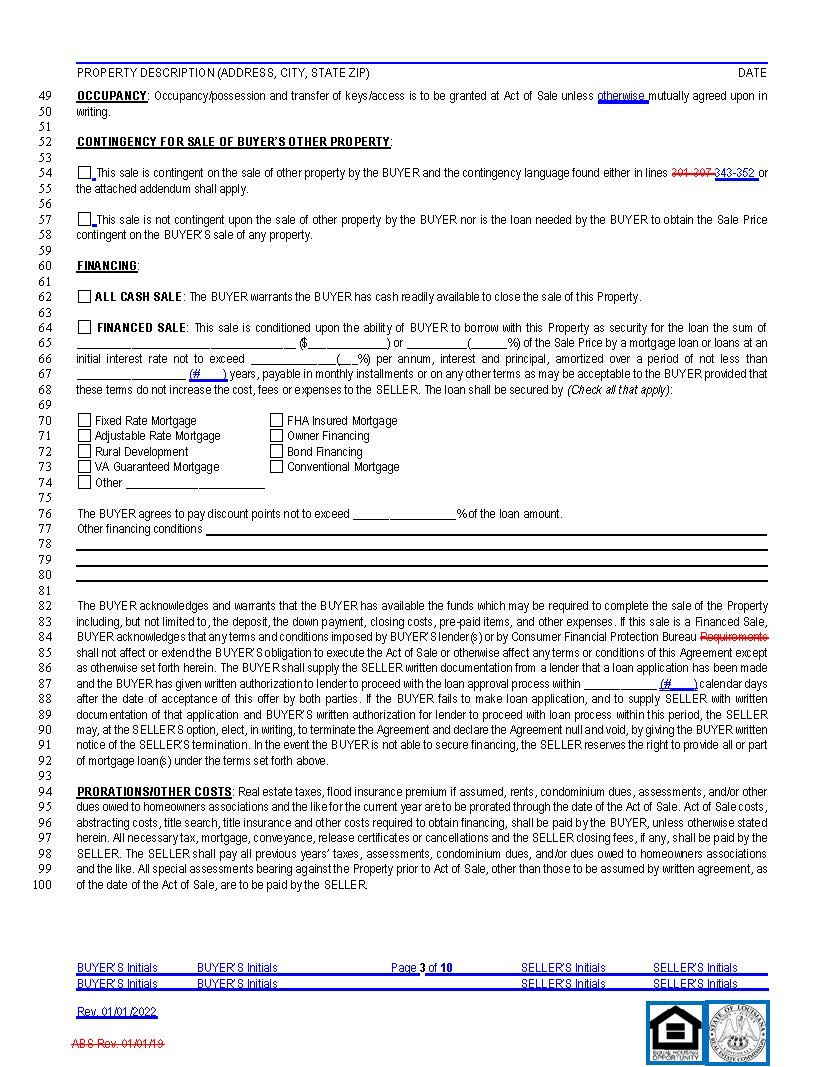 PROPERTY DESCRIPTION (ADDRESS, CITY, STATE ZIP) DATE
49 OCCUPANCY: Occupancy/possession and transfer of keys/access is to be granted at Act of Sale unless otherwise mutually agreed upon in
50 writing.
51
52 CONTINGENCY FOR SALE OF BUYER'S OTHER PROPERTY:
53
54 ☐ This sale is contingent on the sale of other property by the BUYER and the contingency language found either in lines 301-307 343-352 or
55 the attached addendum shall apply.
56
57 ☐ This sale is not contingent upon the sale of other property by the BUYER nor is the loan needed by the BUYER to obtain the Sale Price
58 contingent on the BUYER'S sale of any property.
59
60 FINANCING:
61
62 ☐ ALL CASH SALE: The BUYER warrants the BUYER has cash readily available to close the sale of this Property.
63
64 ☐ FINANCED SALE: This sale is conditioned upon the ability of BUYER to borrow with this Property as security for the loan the sum of
65 ____________________________________ ($_____________) or __________(______%) of the Sale Price by a mortgage loan or loans at an
66 initial interest rate not to exceed ______________(___%) per annum, interest and principal, amortized over a period of not less than
67 __________________ (#____) years, payable in monthly installments or on any other terms as may be acceptable to the BUYER provided that
68 these terms do not increase the cost, fees or expenses to the SELLER. The loan shall be secured by (Check all that apply):
69
70 ☐ Fixed Rate Mortgage ☐ FHA Insured Mortgage
71 ☐ Adjustable Rate Mortgage ☐ Owner Financing
72 ☐ Rural Development ☐ Bond Financing
73 ☐ VA Guaranteed Mortgage ☐ Conventional Mortgage
74 ☐ Other _______________________
75
76 The BUYER agrees to pay discount points not to exceed _________________% of the loan amount.
77 Other financing conditions ____________________
78
79
80
81
82 The BUYER acknowledges and warrants that the BUYER has available the funds which may be required to complete the sale of the Property
83 including, but not limited to, the deposit, the down payment, closing costs, pre-paid items, and other expenses. If this sale is a Financed Sale,
84 BUYER acknowledges that any terms and conditions imposed by BUYER'S lender(s) or by Consumer Financial Protection Bureau Requirements
85 shall not affect or extend the BUYER'S obligation to execute the Act of Sale or otherwise affect any terms or conditions of this Agreement except
86 as otherwise set forth herein. The BUYER shall supply the SELLER written documentation from a lender that a loan application has been made
87 and the BUYER has given written authorization to lender to proceed with the loan approval process within ____________ (#____) calendar days
88 after the date of acceptance of this offer by both parties. If the BUYER fails to make loan application, and to supply SELLER with written
89 documentation of that application and BUYER'S written authorization for lender to proceed with loan process within this period, the SELLER
90 may, at the SELLER'S option, elect, in writing, to terminate the Agreement and declare the Agreement null and void, by giving the BUYER written
91 notice of the SELLER'S termination. In the event the BUYER is not able to secure financing, the SELLER reserves the right to provide all or part
92 of mortgage loan(s) under the terms set forth above.
93
94 PRORATIONS/OTHER COSTS: Real estate taxes, flood insurance premium if assumed, rents, condominium dues, assessments, and/or other
95 dues owed to homeowners associations and the like for the current year are to be prorated through the date of the Act of Sale. Act of Sale costs,
96 abstracting costs, title search, title insurance and other costs required to obtain financing, shall be paid by the BUYER, unless otherwise stated
97 herein. All necessary tax, mortgage, conveyance, release certificates or cancellations and the SELLER closing fees, if any, shall be paid by the
98 SELLER. The SELLER shall pay all previous years' taxes, assessments, condominium dues, and/or dues owed to homeowners associations
99 and the like. All special assessments bearing against the Property prior to Act of Sale, other than those to be assumed by written agreement, as
100 of the date of the Act of Sale, are to be paid by the SELLER.
BUYER'S Initials BUYER'S Initials Page 3 of 10 SELLER'S Initials SELLER'S Initials
BUYER'S Initials BUYER'S Initials SELLER'S Initials SELLER'S Initials
Rev. 01/01/2022
ABS Rev. 01/01/19
EQUAL HOUSING
OPPORTUNITY
STATE OF LOUISIANA